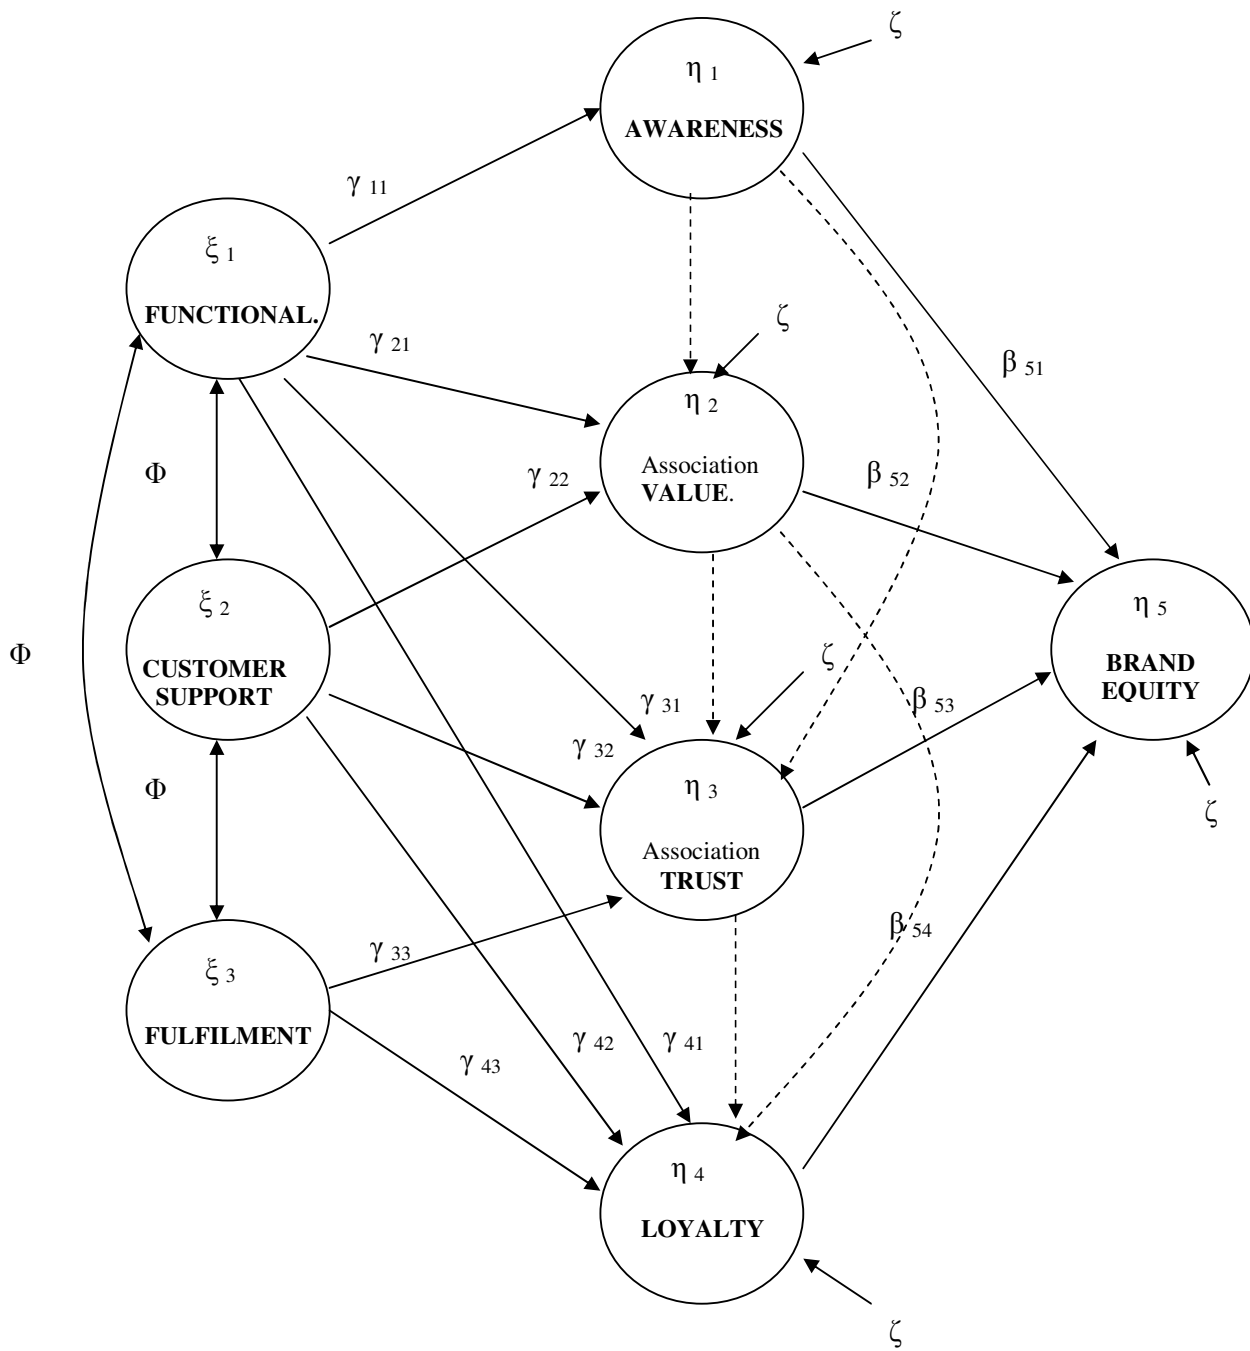 ζ
η 1
AWARENESS
γ 11
ξ 1
FUNCTIONAL.
ζ
γ 21
β 51
η 2
Association
VALUE.
Φ
γ 22
β 52
ξ 2
CUSTOMER
SUPPORT
η 5
BRAND
EQUITY
Φ
ζ
γ 31
β 53
γ 32
Φ
η 3
Association
TRUST
ζ
γ 33
β 54
ξ 3
FULFILMENT
γ 42
γ 41
γ 43
η 4
LOYALTY
ζ